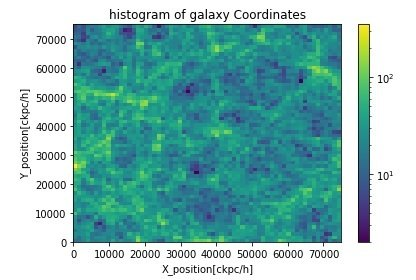 histogram of galaxy Coordinates
70000
60000
50000
40000
30000
20000
10000
0
Y_position[ckpc/h]
0 10000 20000 30000 40000 50000 60000 70000
X_position[ckpc/h]
10²
10¹